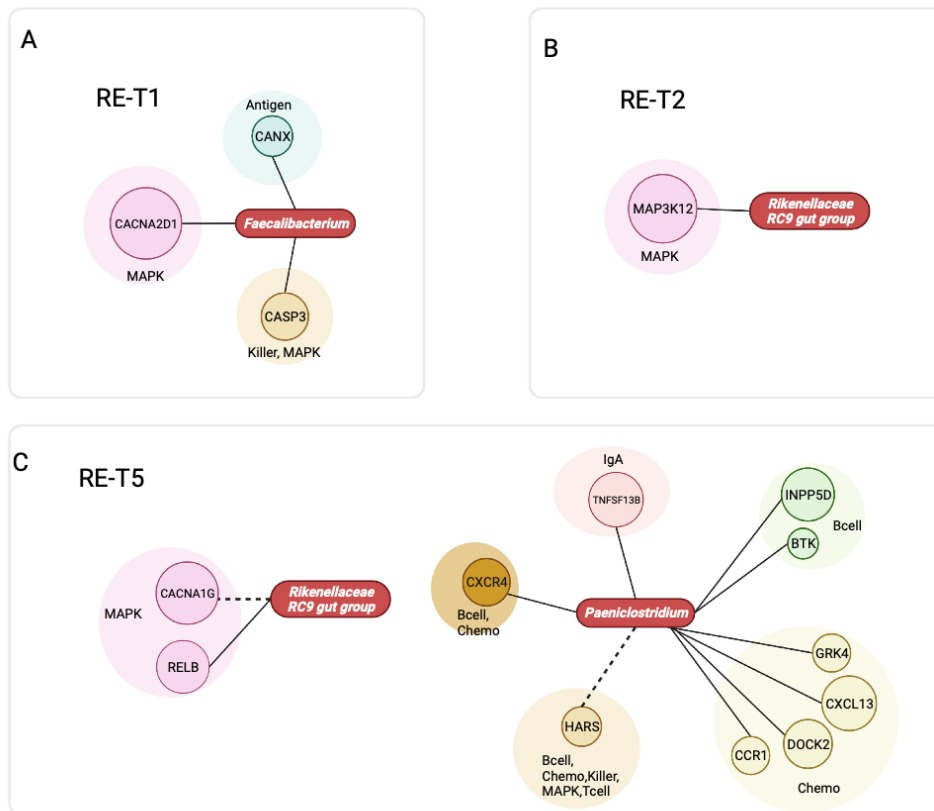 A
RE-T1
Antigen
CANX
CACNA2D1
Faecalibacterium
MAPK
CASP3
Killer, MAPK
B
RE-T2
MAP3K12
Rikenellaceae
RC9 gut group
MAPK
C
RE-T5
MAPK
CACNA1G
RELB
Rikenellaceae
RC9 gut group
IgA
TNFSF13B
INPP5D
Bcell
BTK
CXCR4
Bcell,
Chemo
Paeniclostridium
HARS
Bcell,
Chemo,Killer,
MAPK,Tcell
GRK4
CXCL13
DOCK2
CCR1
Chemo